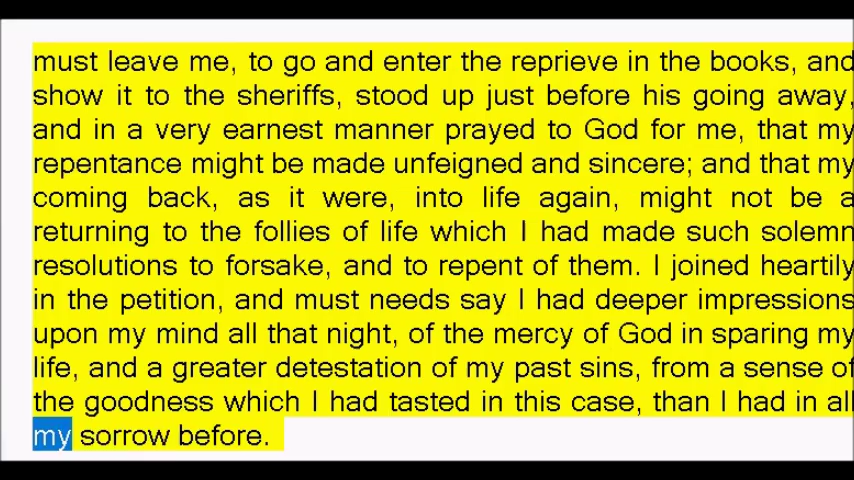 must leave me, to go and enter the reprieve in the books, and
show it to the sheriffs, stood up just before his going away,
and in a very earnest manner prayed to God for me, that my
repentance might be made unfeigned and sincere; and that my
coming back, as it were, into life again, might not be a
returning to the follies of life which I had made such solemn
resolutions to forsake, and to repent of them. I joined heartily
in the petition, and must needs say I had deeper impressions
upon my mind all that night, of the mercy of God in sparing my
life, and a greater detestation of my past sins, from a sense of
the goodness which I had tasted in this case, than I had in all
my sorrow before.